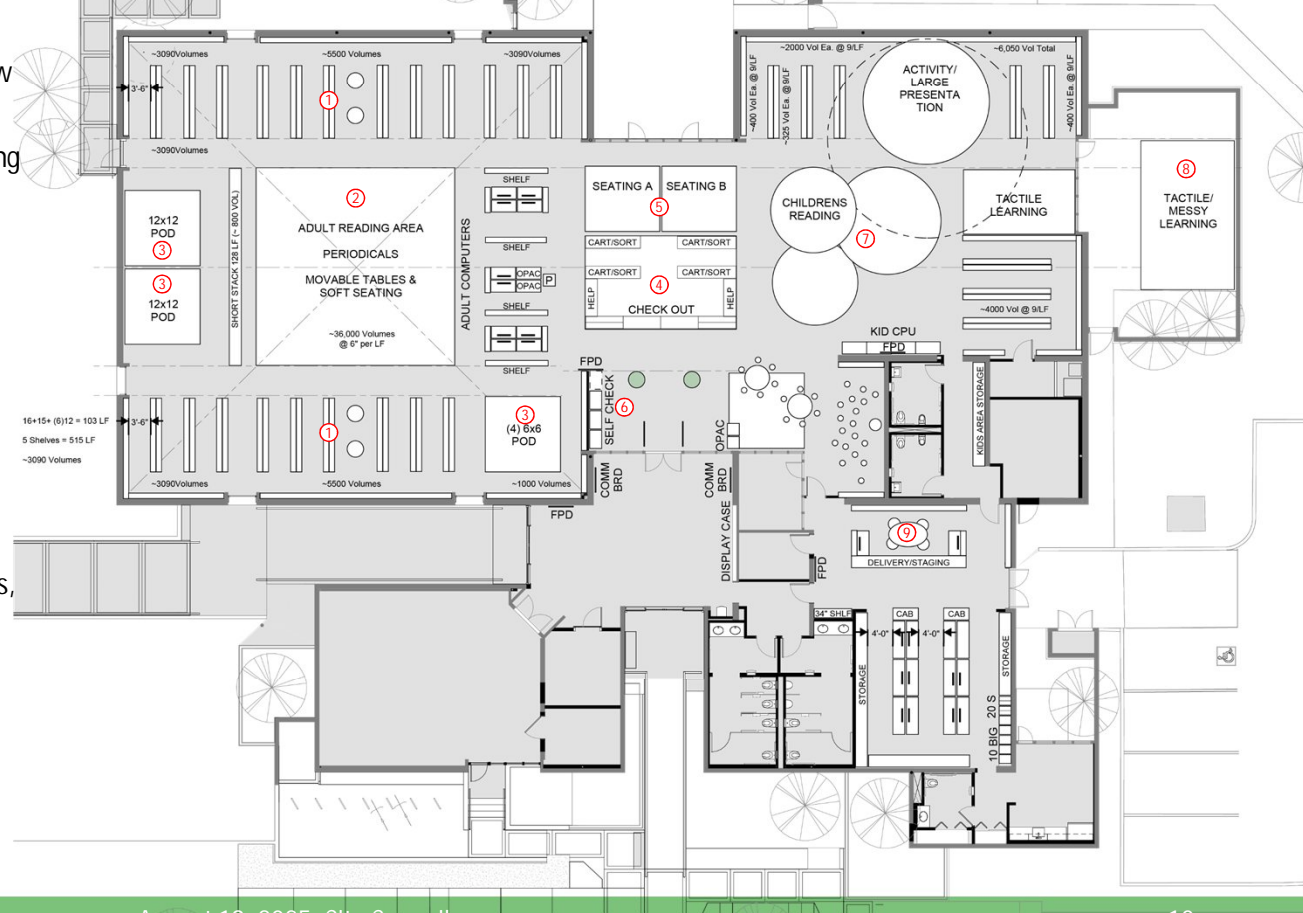 ~3090Volumes
~5500 Volumes
~3090Volumes
3'-6"
1
~3090Volumes
~2000 Vol Ea. @ 9/LF
~6,050 Vol Total
~400 Vol Ea. @ 9/LF
~325 Vol Ea. @ 9/LF
~400 Vol Ea. @ 9/LF
ACTIVITY/
LARGE
PRESENTA
TION
w
ng
s,
12x12
POD
3
3
12x12
POD
SHORT STACK 128 LF (~ 800 VOL)
2
ADULT READING AREA
PERIODICALS
MOVABLE TABLES &
SOFT SEATING
~36,000 Volumes
@ 6" per LF
ADULT COMPUTERS
SHELF
SHELF
OPAC
OPAC
P
SHELF
SHELF
SEATING A
SEATING B
5
CART/SORT
CART/SORT
CART/SORT
CART/SORT
4
HELP
HELP
CHECK OUT
CHILDRENS
READING
7
TACTILE
LEARNING
8
TACTILE/
MESSY
LEARNING
~4000 Vol @ 9/LF
KID CPU
FPD
FPD
SELF CHECK
6
OPAC
KIDS AREA STORAGE
16+15+ (6)12 = 103 LF
5 Shelves = 515 LF
~3090 Volumes
3'-6"
1
3
(4) 6x6
POD
~3090Volumes
~5500 Volumes
~1000 Volumes
COMM
BRD
COMM
BRD
FPD
DISPLAY CASE
FPD
9
DELIVERY/STAGING
34" SHLF
CAB
CAB
4'-0"
4'-0"
STORAGE
STORAGE
10 BIG 20 S